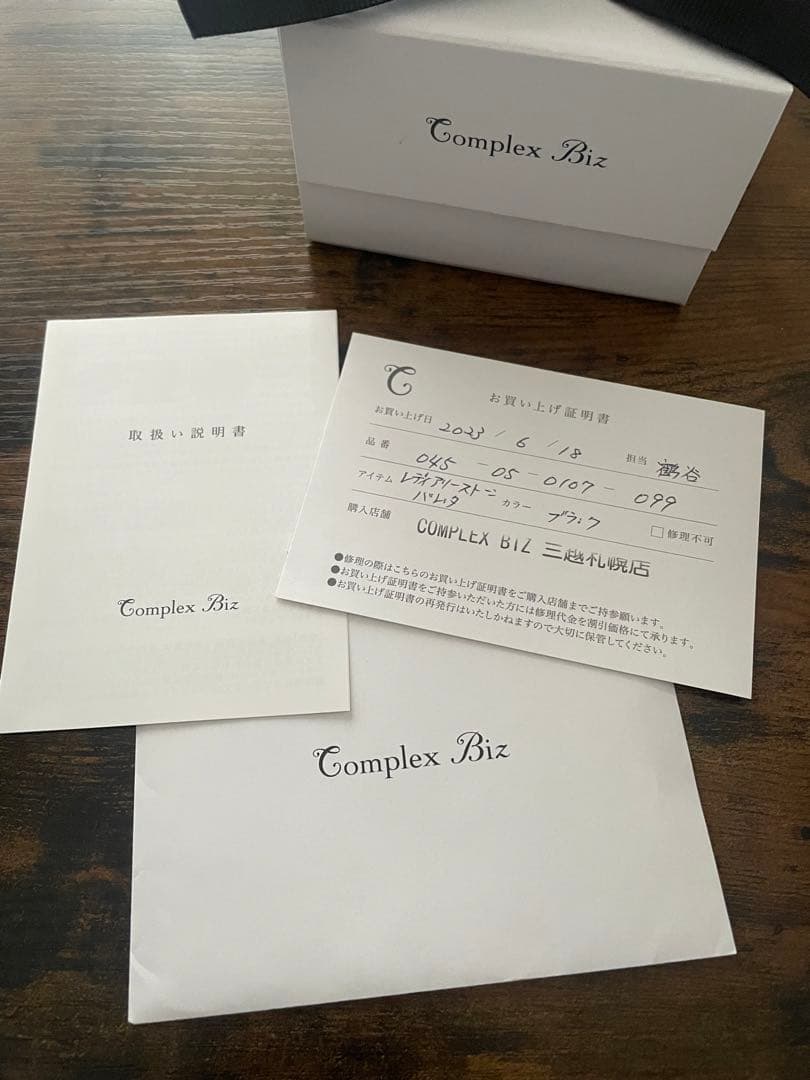 Complex Biz
取扱い説明書
Complex Biz
C
お買い上げ証明書
お買い上げ日 2023 / 6 / 18 担当 鶴谷
品番 045 - 05 - 0107 - 099
アイテム レディアリーストーン カラー ブラック
バレッタ
□修理不可
購入店舗 COMPLEX BIZ 三越札幌店
●修理の際はこちらのお買い上げ証明書をご購入店舗までご持参願います。
●お買い上げ証明書をご持参いただいた方には修理代金を割引価格にて承ります。
●お買い上げ証明書の再発行はいたしかねますので大切に保管してください。
Complex Biz